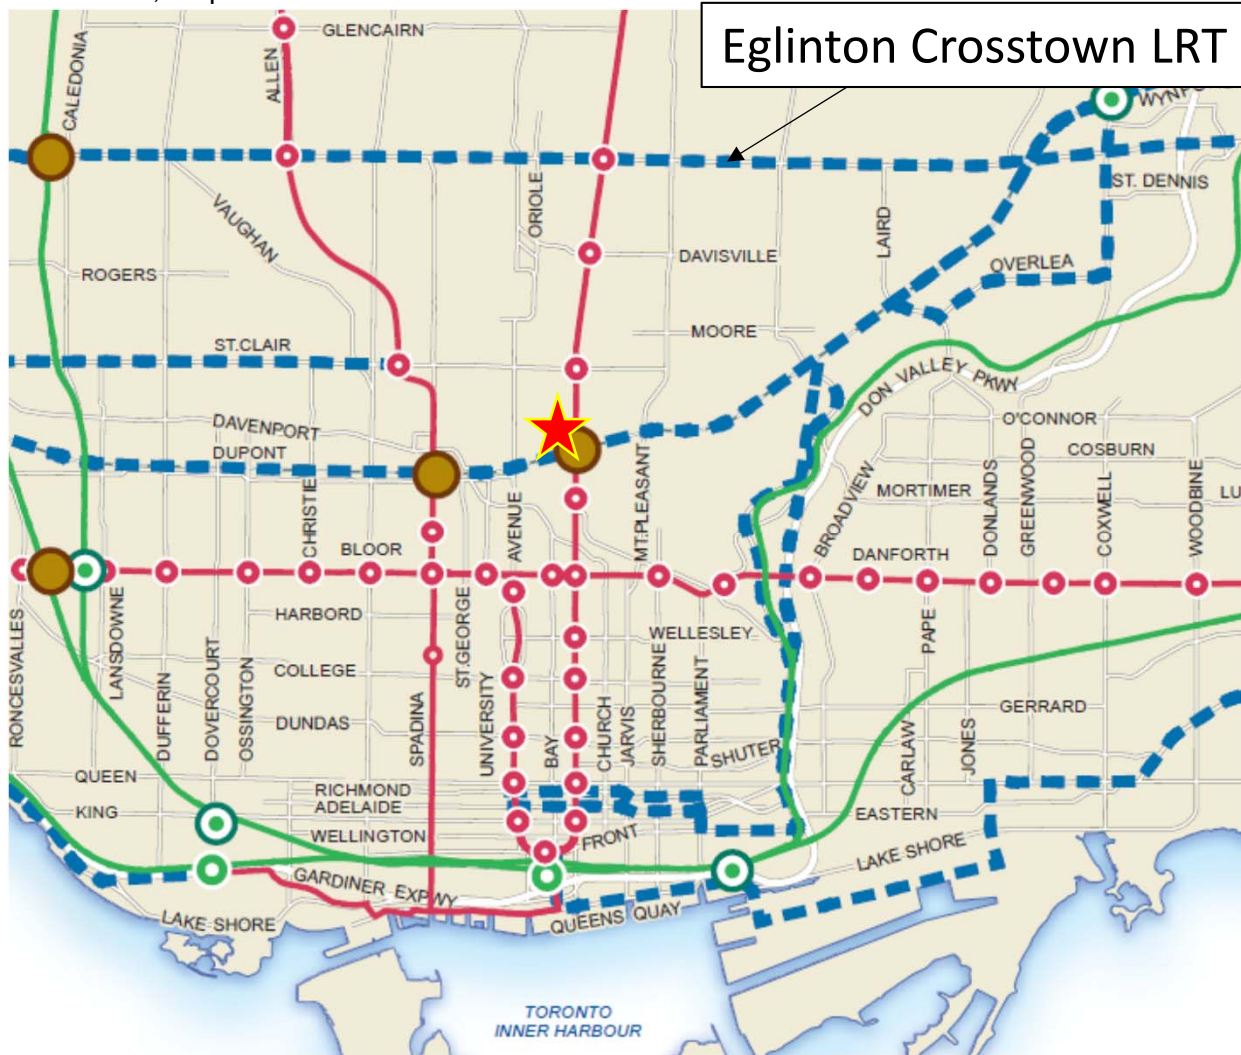 Eglinton Crosstown LRT
GLENCAIRN
CALEDONIA
ALLEN
ST. DENNIS
VAUGHAN
ORIOLE
LAIRD
DAVISVILLE
OVERLEA
ROGERS
MOORE
ST.CLAIR
DON VALLEY PKWY
DAVENPORT
O'CONNOR
DUPONT
COSBURN
MT.PLEASANT
MORTIMER
BROADVIEW
DONLANDS
GREENWOOD
COXWELL
WOODBINE
CHRISTIE
AVENUE
BLOOR
DANFORTH
HARBORD
WELLESLEY
RONCESVALLES
LANSDOWNE
DUFFERIN
DOVERCOURT
OSSINGTON
COLLEGE
ST.GEORGE
SPADINA
UNIVERSITY
BAY
CHURCH
JARVIS
SHERBOURNE
PARLIAMENT
PAPE
DUNDAS
GERRARD
SHUTER
CARLAW
JONES
QUEEN
RICHMOND
KING
ADELAIDE
WELLINGTON
FRONT
EASTERN
LAKE SHORE
GARDINER EXPWY
LAKE SHORE
QUEENS QUAY
TORONTO
INNER HARBOUR